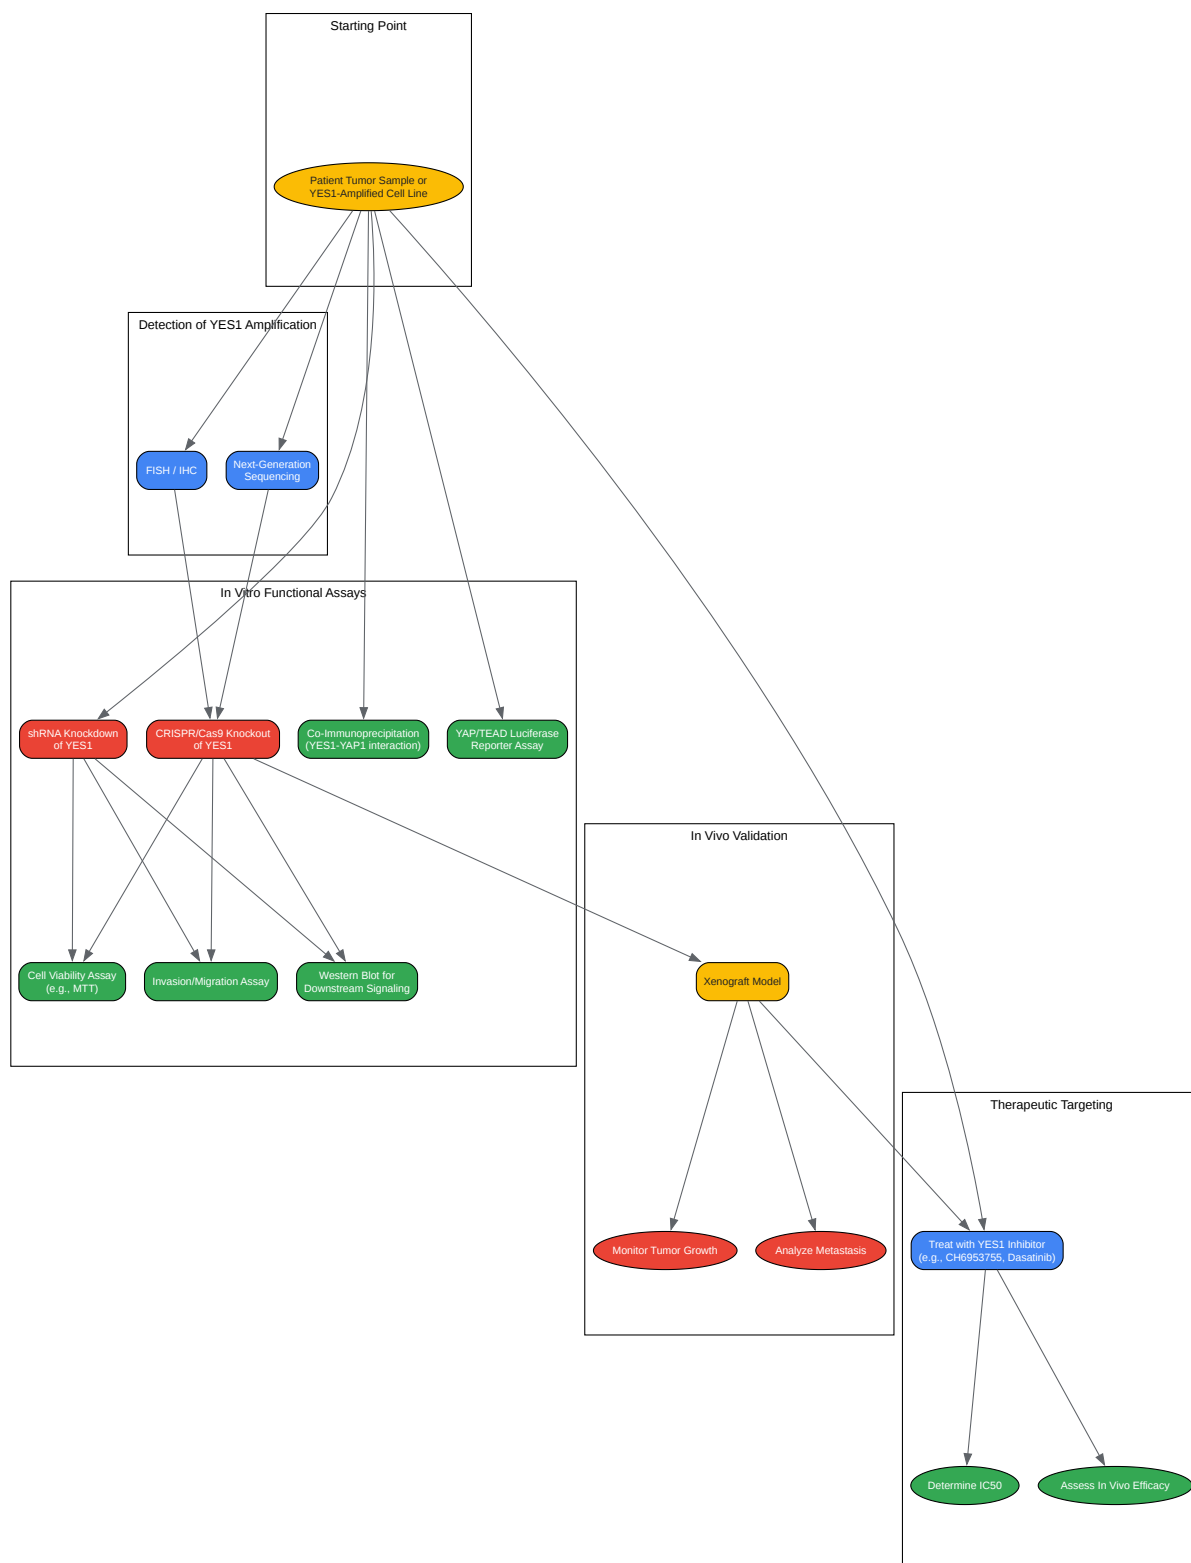 Starting Point
Patient Tumor Sample or
YES1-Amplified Cell Line
Detection of YES1 Amplification
FISH / IHC
Next-Generation
Sequencing
In Vitro Functional Assays
shRNA Knockdown
of YES1
CRISPR/Cas9 Knockout
of YES1
Co-Immunoprecipitation
(YES1-YAP1 interaction)
YAP/TEAD Luciferase
Reporter Assay
Cell Viability Assay
(e.g., MTT)
Invasion/Migration Assay
Western Blot for
Downstream Signaling
In Vivo Validation
Xenograft Model
Monitor Tumor Growth
Analyze Metastasis
Therapeutic Targeting
Treat with YES1 Inhibitor
(e.g., CH6953755, Dasatinib)
Determine IC50
Assess In Vivo Efficacy